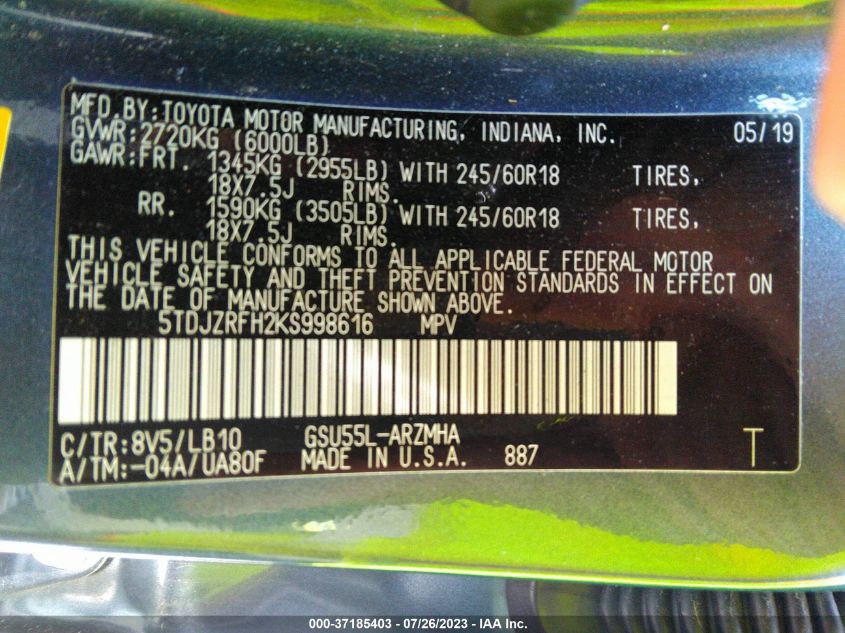 MFD.BY:TOYOTA MOTOR MANUFACTURING, INDIANA, INC. 05/19
GVWR:2720KG (6000LB)
GAWR:FRT. 1345KG (2955LB) WITH 245/60R18 TIRES,
18X7.5J RIMS.
RR. 1590KG (3505LB) WITH 245/60R18 TIRES,
18X7.5J RIMS.
THIS VEHICLE CONFORMS TO ALL APPLICABLE FEDERAL MOTOR
VEHICLE SAFETY AND THEFT PREVENTION STANDARDS IN EFFECT ON
THE DATE OF MANUFACTURE SHOWN ABOVE.
5TDJZRFH2KS998616 MPV
C/TR:8V5/LB10 GSU55L-ARZMHA
A/TM:-04A/UA80F MADE IN U.S.A. 887 T
000-37185403 - 07/26/2023 - IAA Inc.